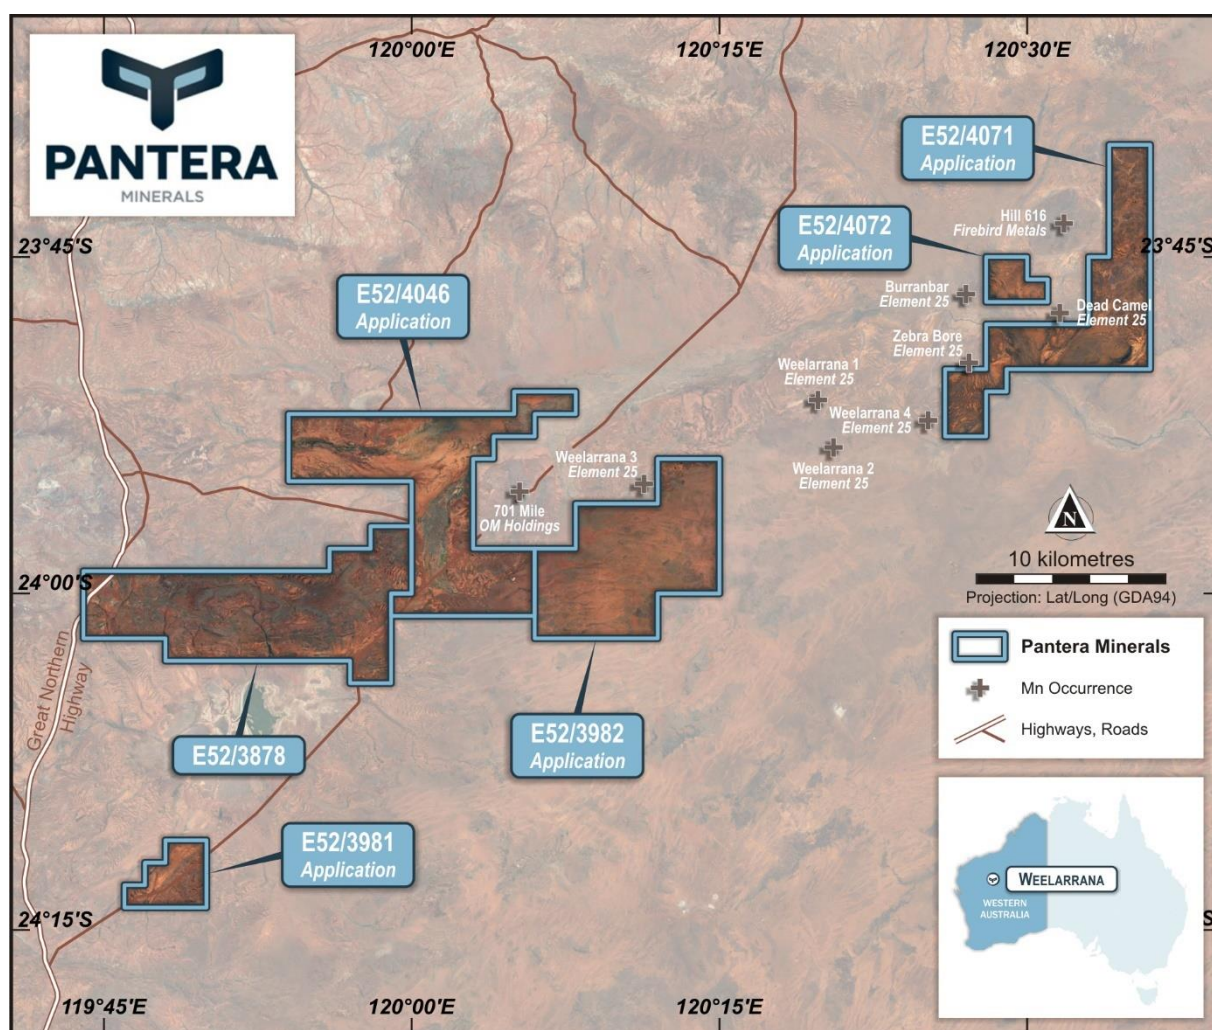 120°00'E
120°15'E
120°30'E
PANTERA
MINERALS
E52/4071
Application
Hill 616
Firebird Metals
E52/4072
Application
23°45'S
23°45'S
E52/4046
Application
Burranbar
Element 25
Dead Camel
Element 25
Zebra Bore
Element 25
Weelarrana 1
Element 25
Weelarrana 4
Element 25
Weelarrana 3
Element 25
Weelarrana 2
Element 25
701 Mile
OM Holdings
N
10 kilometres
Projection: Lat/Long (GDA94)
24°00'S
Pantera Minerals
Mn Occurrence
Highways, Roads
Great Northern
Highway
E52/3878
E52/3982
Application
E52/3981
Application
WEELARRANA
WESTERN
AUSTRALIA
24°15'S
S
119°45'E
120°00'E
120°15'E